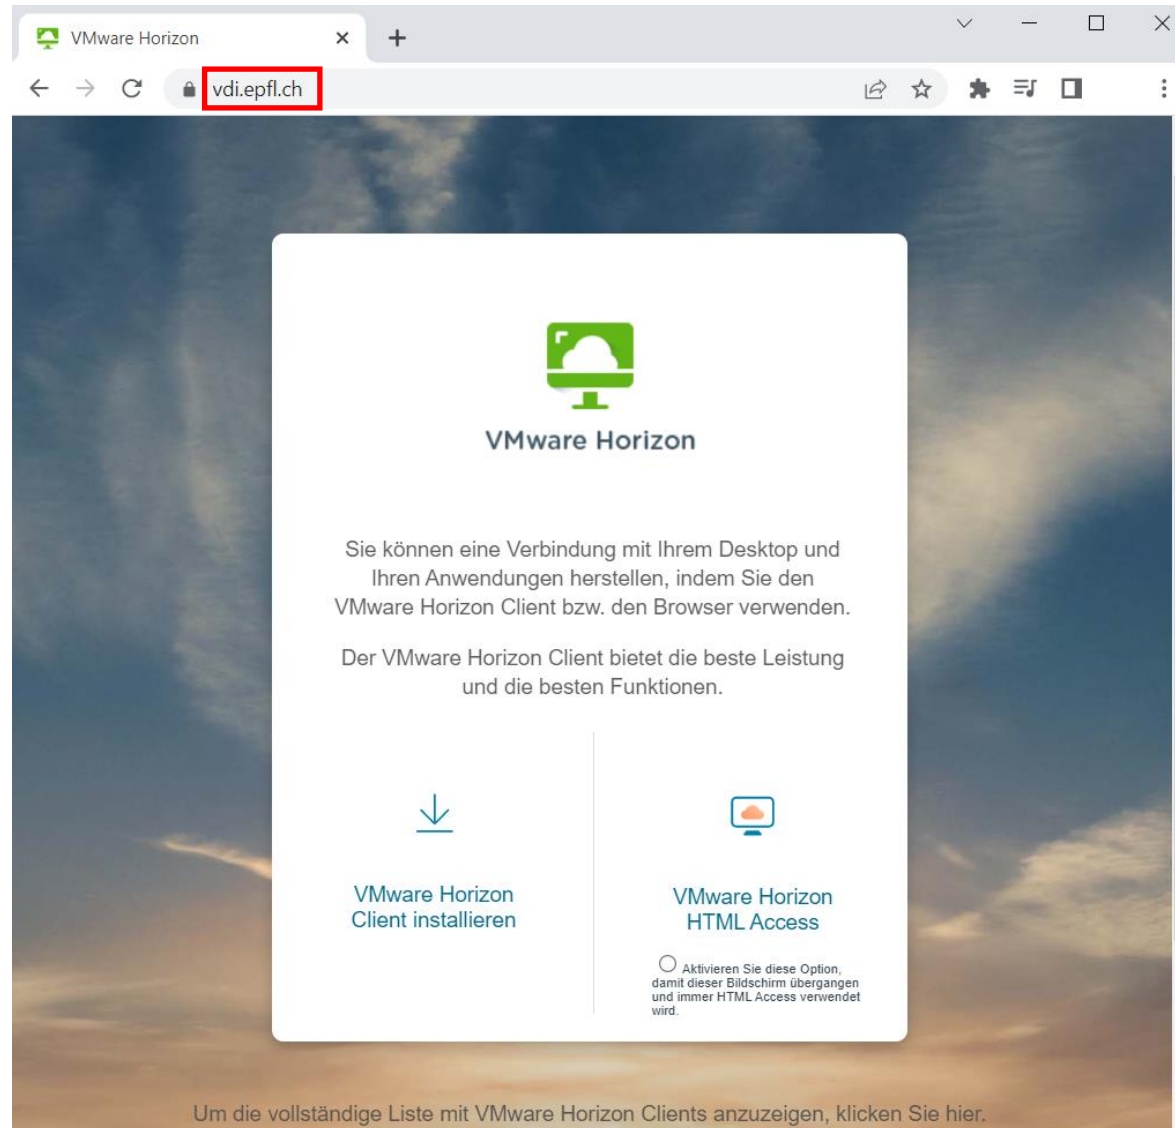 VMware Horizon
vdi.epfl.ch
VMware Horizon
Sie können eine Verbindung mit Ihrem Desktop und
Ihren Anwendungen herstellen, indem Sie den
VMware Horizon Client bzw. den Browser verwenden.
Der VMware Horizon Client bietet die beste Leistung
und die besten Funktionen.
VMware Horizon
Client installieren
VMware Horizon
HTML Access
Aktivieren Sie diese Option,
damit dieser Bildschirm übergangen
und immer HTML Access verwendet
wird.
Um die vollständige Liste mit VMware Horizon Clients anzuzeigen, klicken Sie hier.